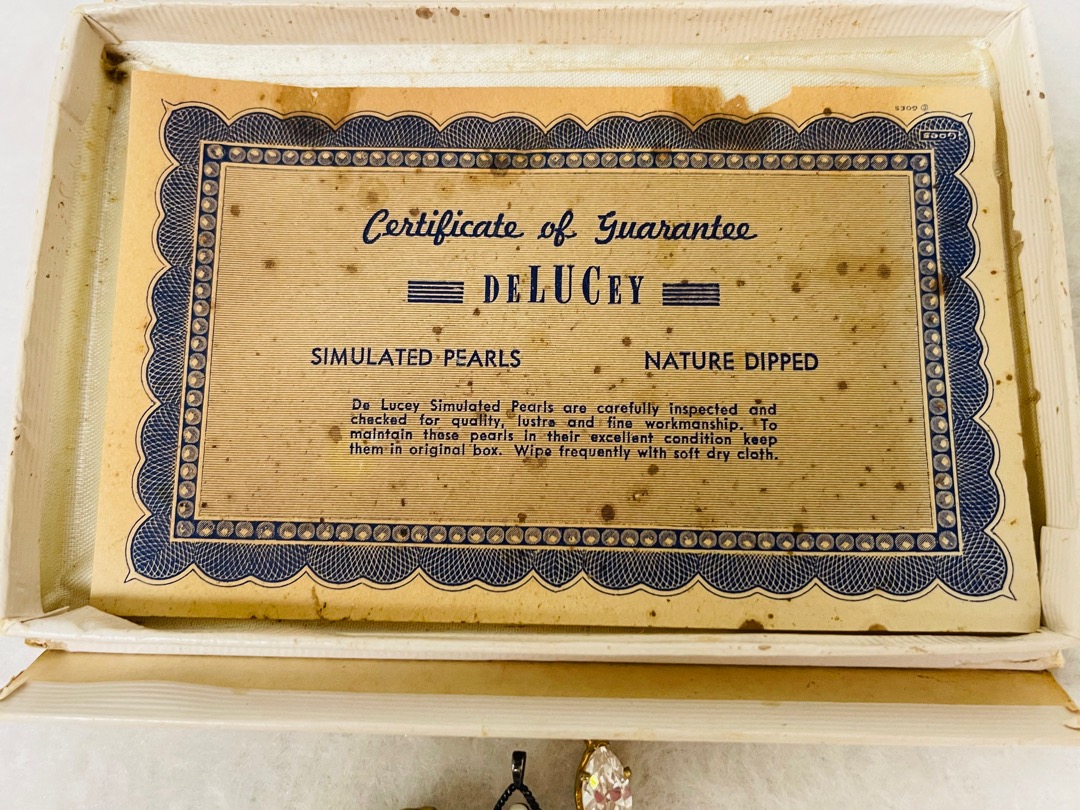 © GOES
GOES
Certificate of Guarantee
DELUCEY
SIMULATED PEARLS NATURE DIPPED
De Lucey Simulated Pearls are carefully inspected and
checked for quality, lustre and fine workmanship. To
maintain these pearls in their excellent condition keep
them in original box. Wipe frequently with soft dry cloth.